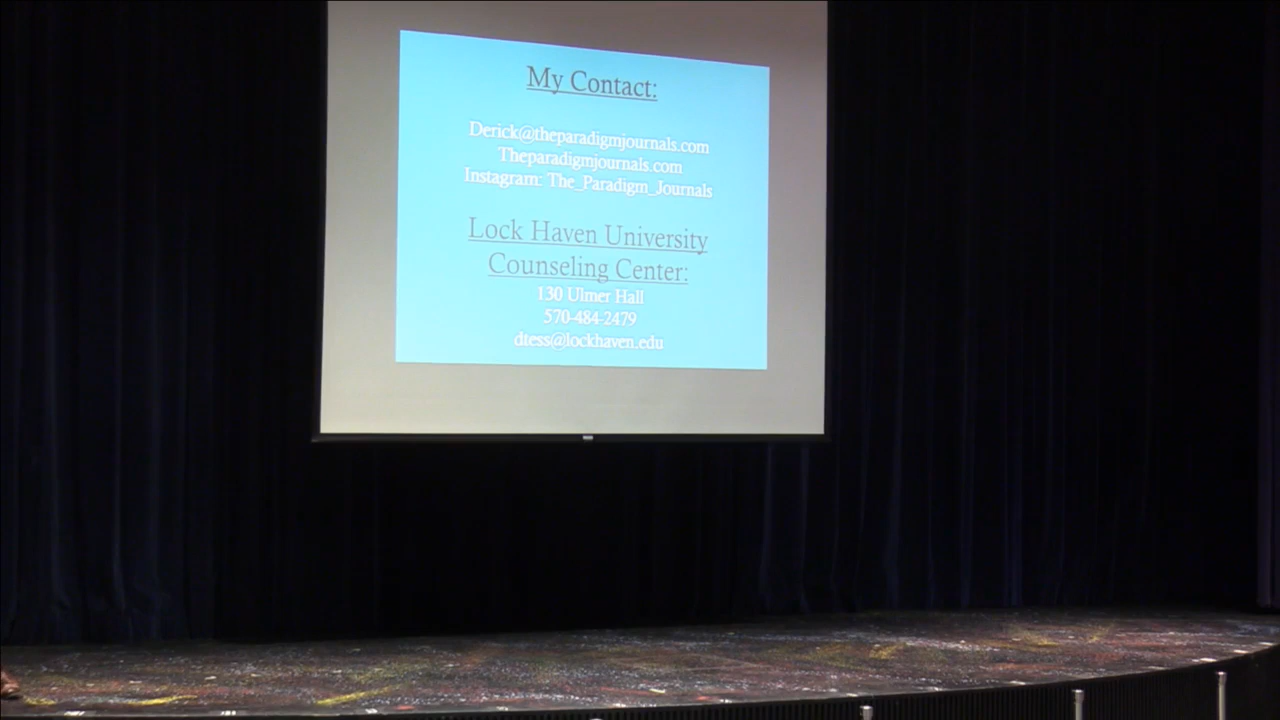 My Contact:
Derick@theparadigmjournals.com
Theparadigmjournals.com
Instagram: The_Paradigm_Journals
Lock Haven University
Counseling Center:
130 Ulmer Hall
570-484-2479
dtess@lockhaven.edu